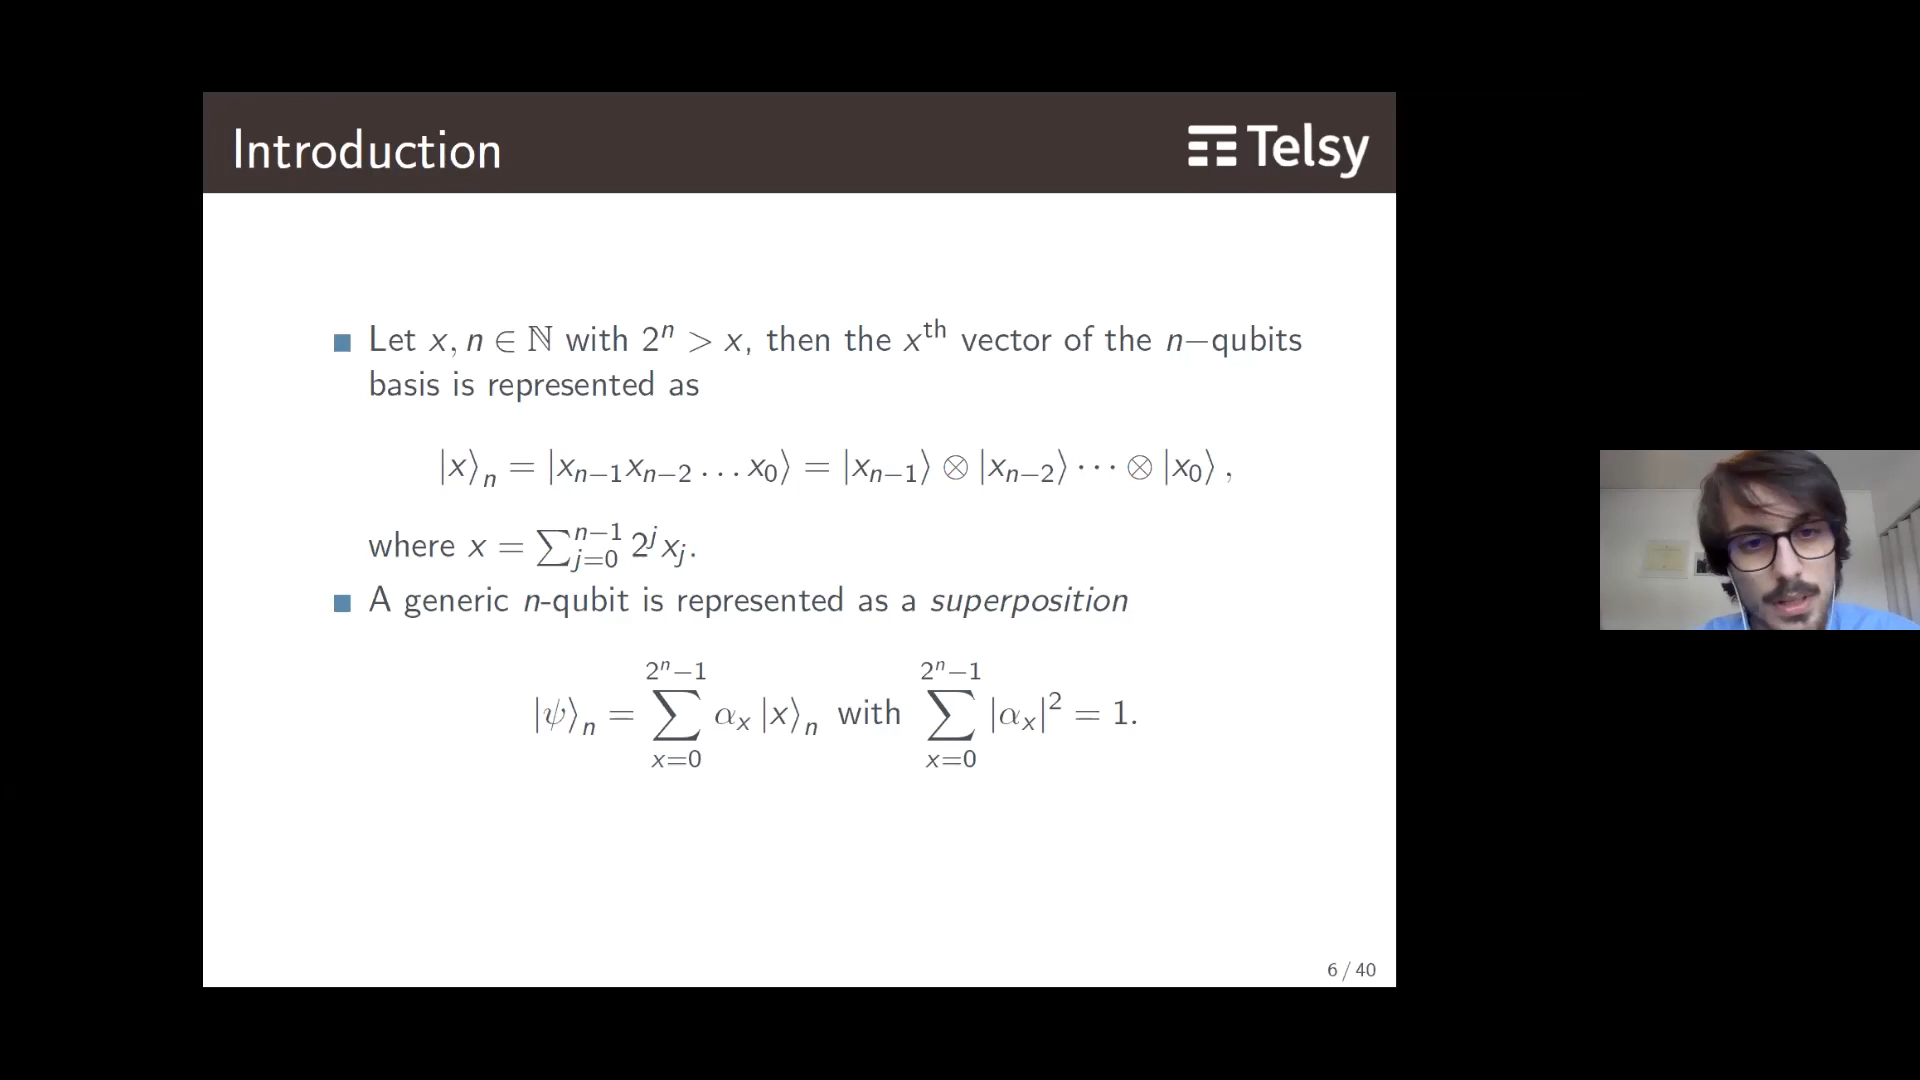 Introduction
Telsy
Let x, n ∈ ℕ with 2ⁿ > x, then the xᵗʰ vector of the n−qubits
basis is represented as
|x⟩ₙ = |xₙ₋₁xₙ₋₂ … x₀⟩ = |xₙ₋₁⟩ ⊗ |xₙ₋₂⟩ ⋯ ⊗ |x₀⟩ ,
where x = ∑_{j=0}^{n−1} 2ʲxⱼ.
A generic n-qubit is represented as a superposition
|ψ⟩ₙ = ∑_{x=0}^{2ⁿ−1} αₓ |x⟩ₙ with ∑_{x=0}^{2ⁿ−1} |αₓ|² = 1.
6 / 40